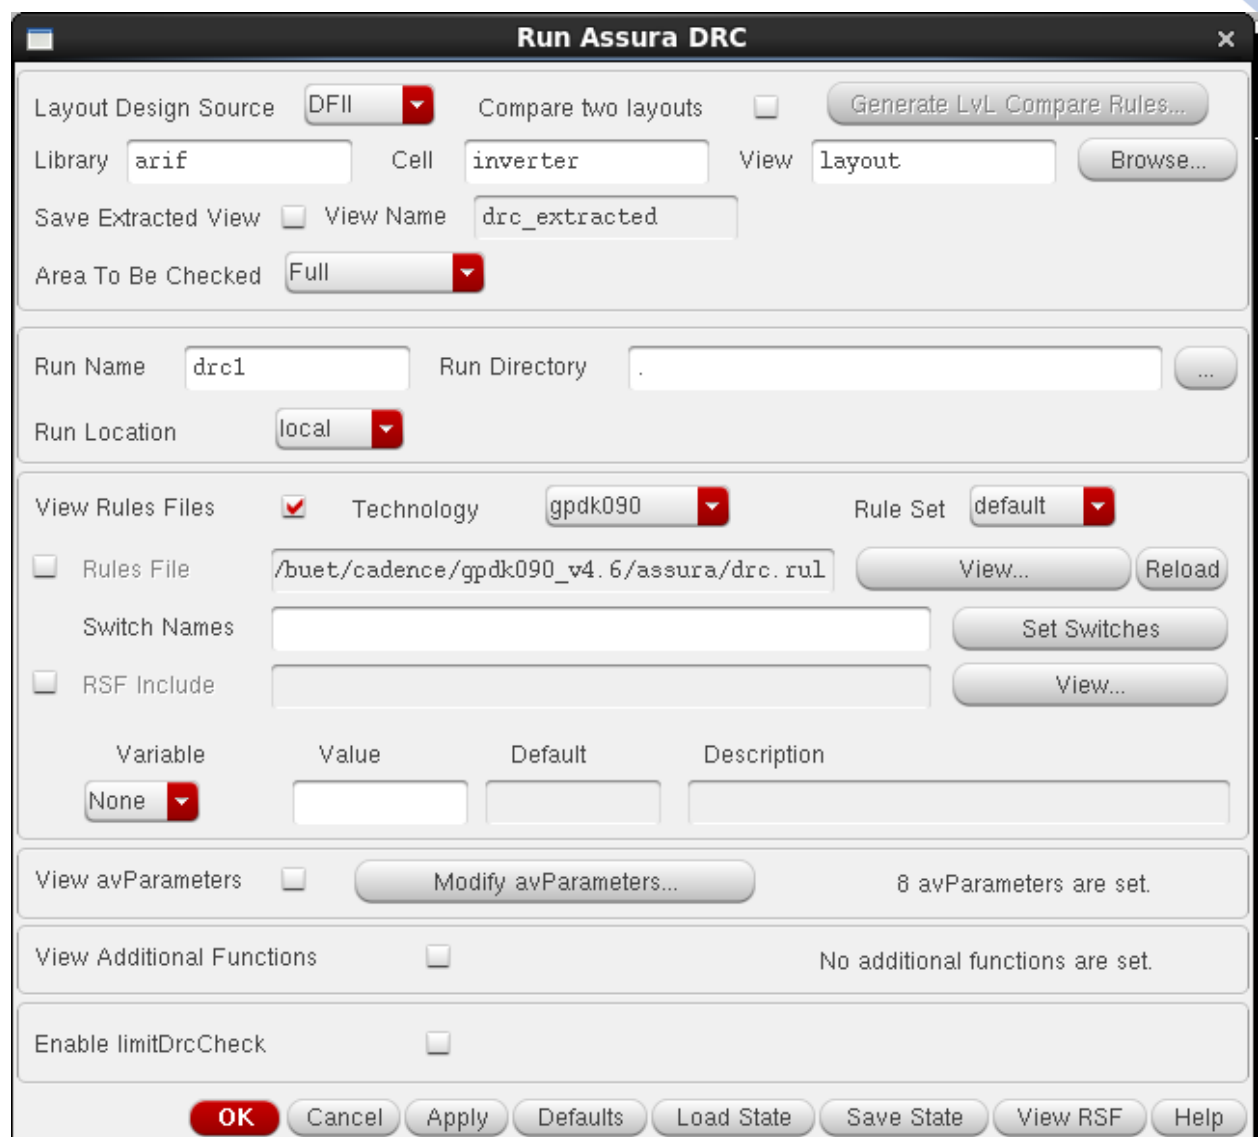 Run Assura DRC
Layout Design Source DFII Compare two layouts Generate LvL Compare Rules...
Library arif Cell inverter View layout Browse...
Save Extracted View View Name drc_extracted
Area To Be Checked Full
Run Name drc1 Run Directory . ...
Run Location local
View Rules Files Technology gpdk090 Rule Set default
Rules File /buet/cadence/gpdk090_v4.6/assura/drc.rul View... Reload
Switch Names Set Switches
RSF Include View...
Variable Value Default Description
None
View avParameters Modify avParameters... 8 avParameters are set.
View Additional Functions No additional functions are set.
Enable limitDrcCheck
OK Cancel Apply Defaults Load State Save State View RSF Help